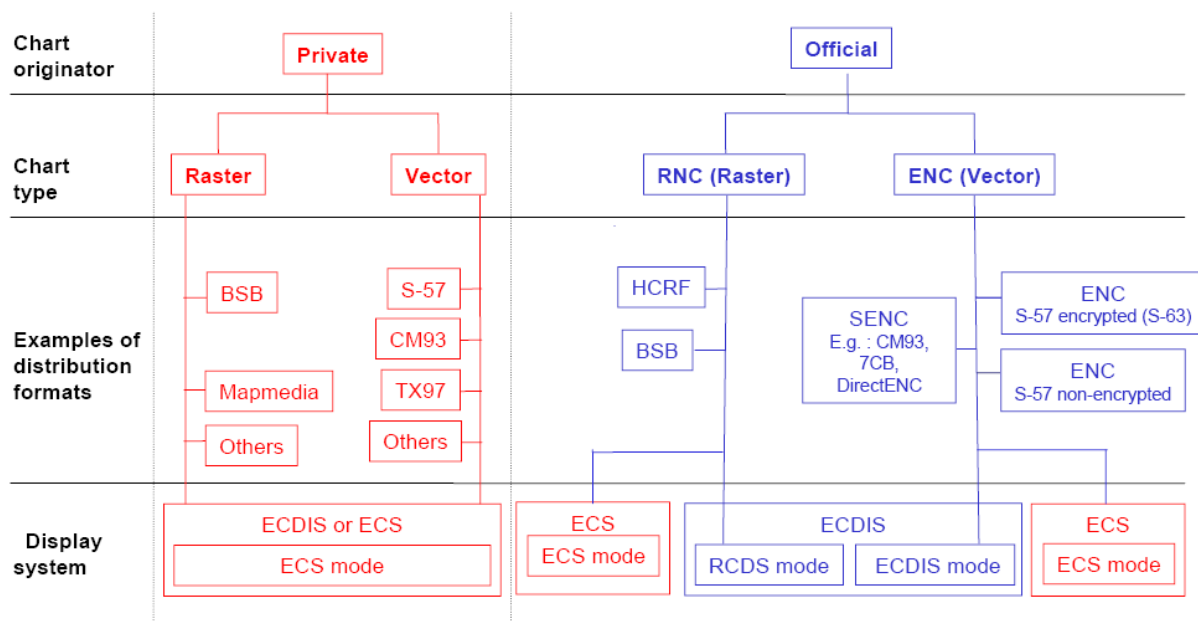 Chart
originator
Private
Official
Chart
type
Raster
Vector
RNC (Raster)
ENC (Vector)
Examples of
distribution
formats
BSB
Mapmedia
Others
S-57
CM93
TX97
Others
HCRF
BSB
SENC
E.g. : CM93,
7CB,
DirectENC
ENC
S-57 encrypted (S-63)
ENC
S-57 non-encrypted
Display
system
ECDIS or ECS
ECS mode
ECS
ECS mode
ECDIS
RCDS mode
ECDIS mode
ECS
ECS mode